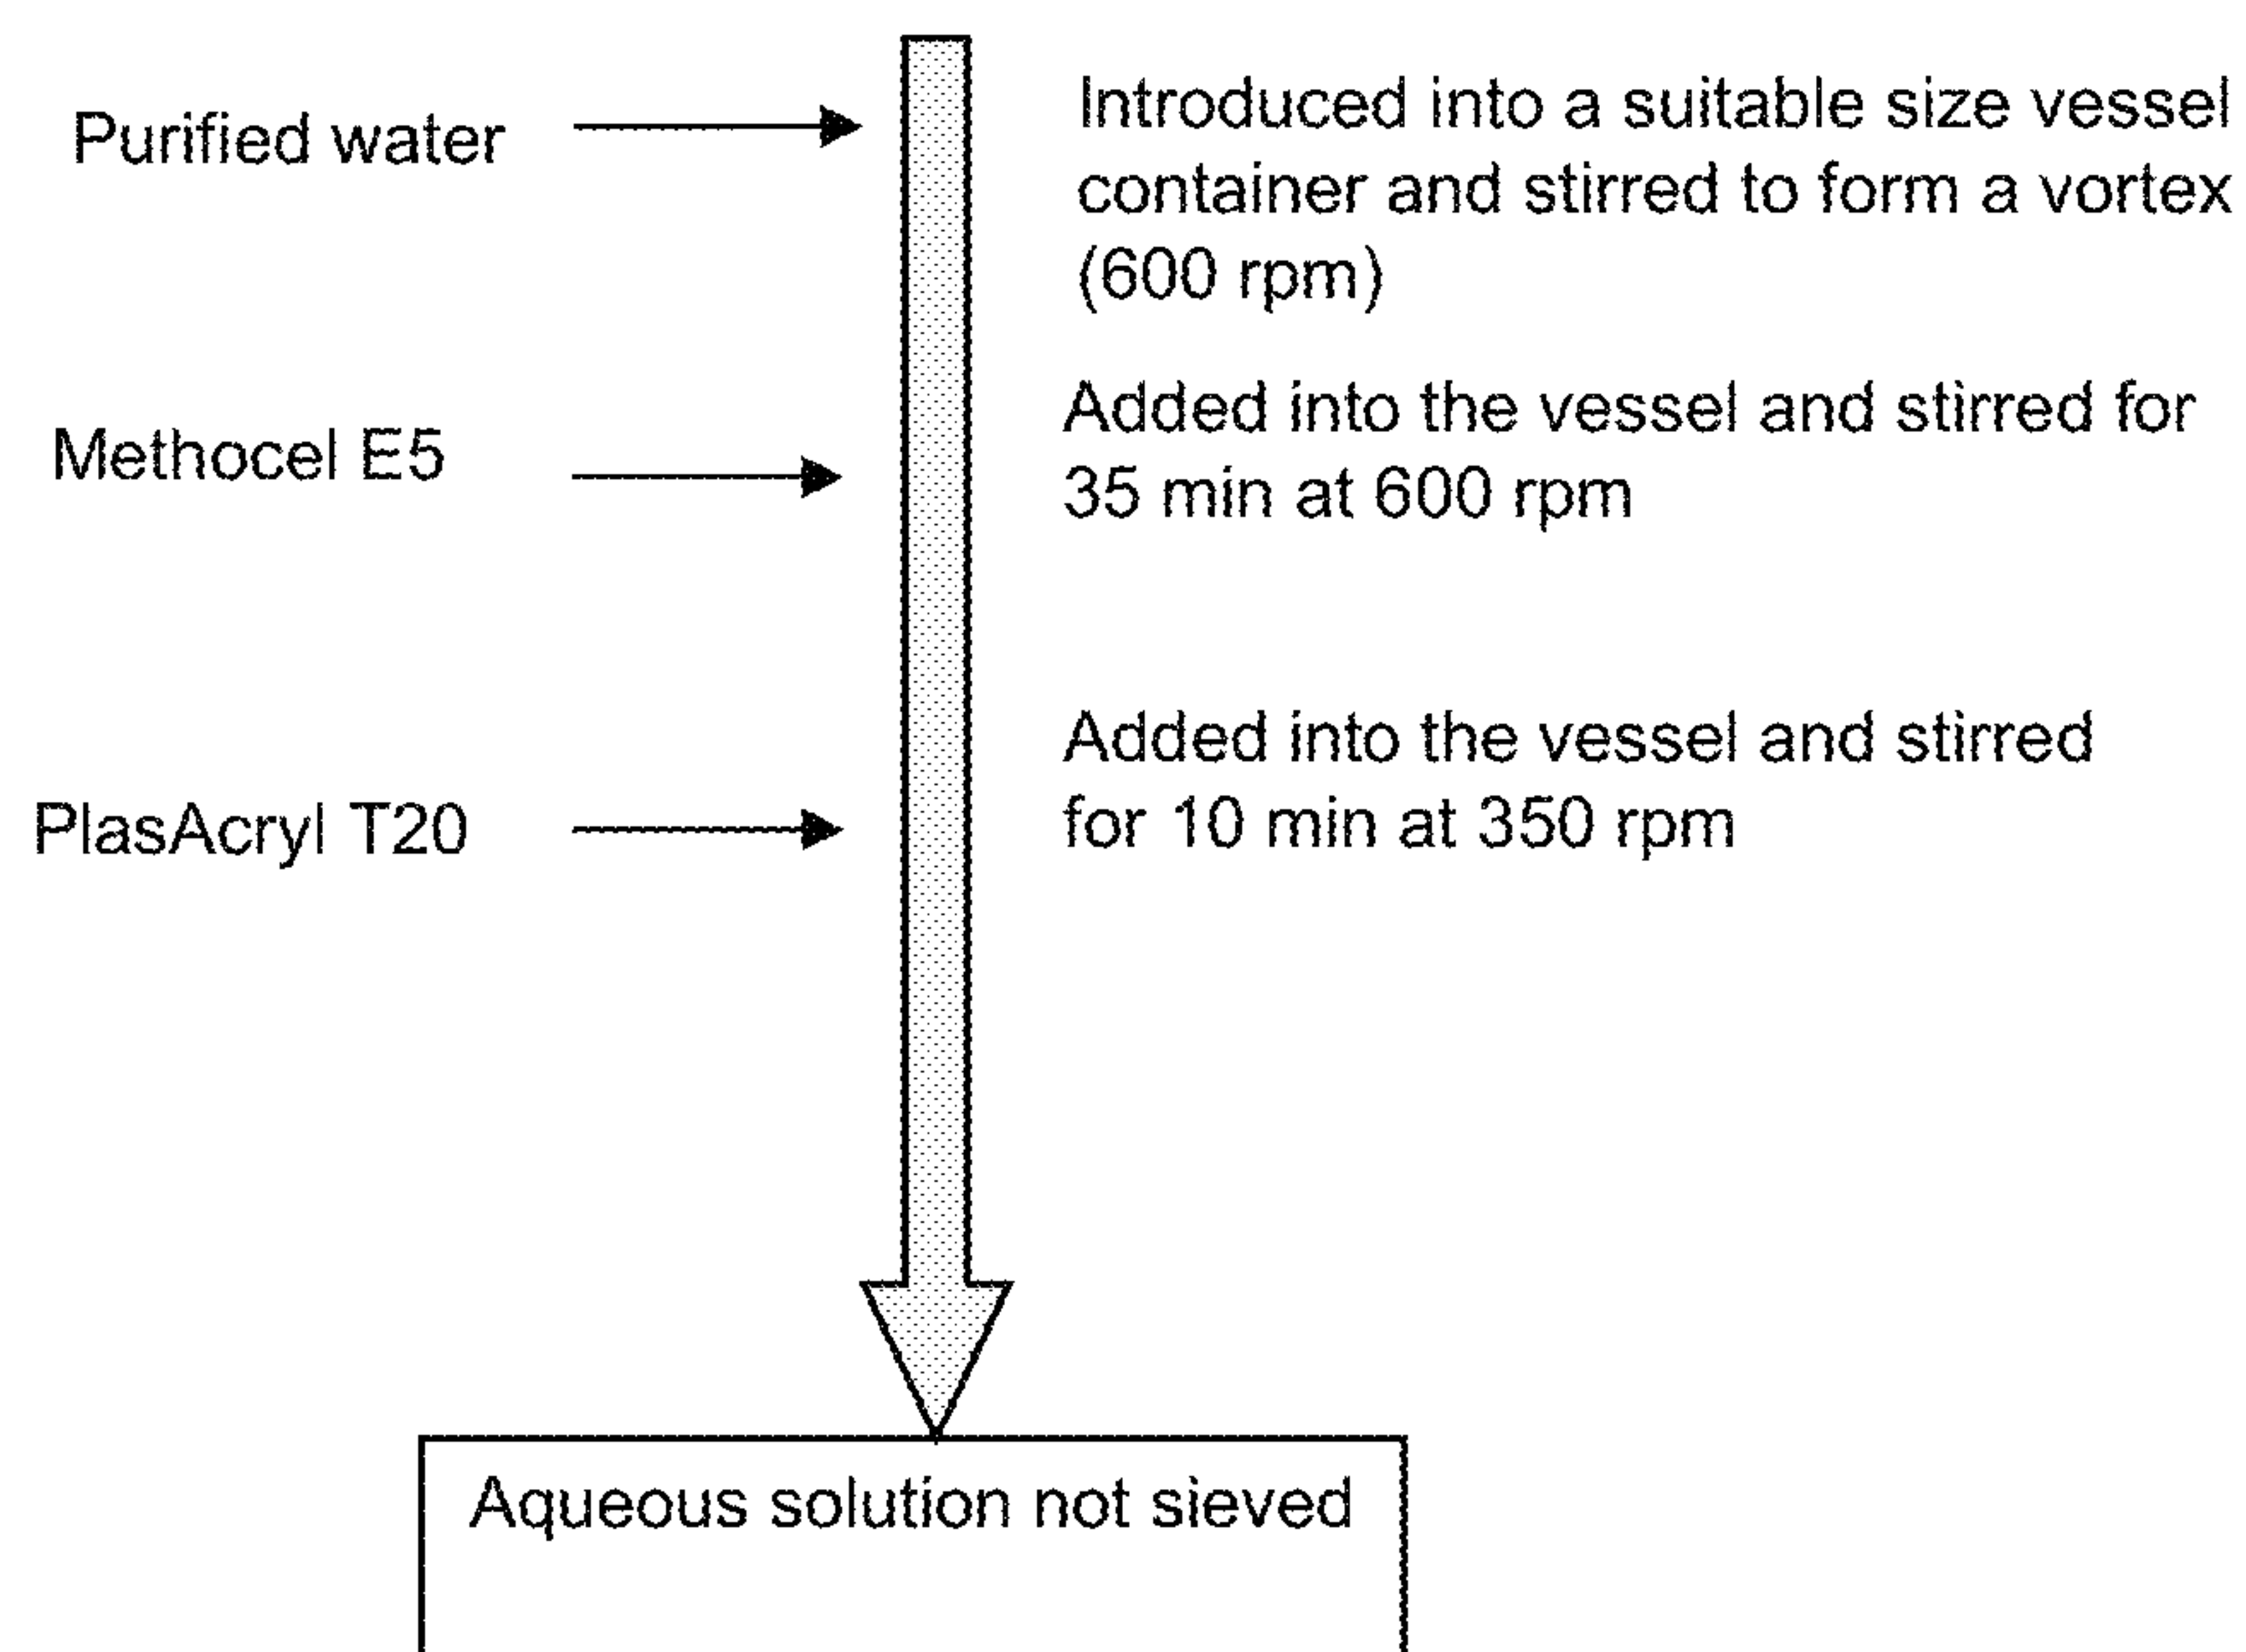 Purified water
Introduced into a suitable size vessel
container and stirred to form a vortex
(600 rpm)
Methocel E5
Added into the vessel and stirred for
35 min at 600 rpm
PlasAcryl T20
Added into the vessel and stirred
for 10 min at 350 rpm
Aqueous solution not sieved